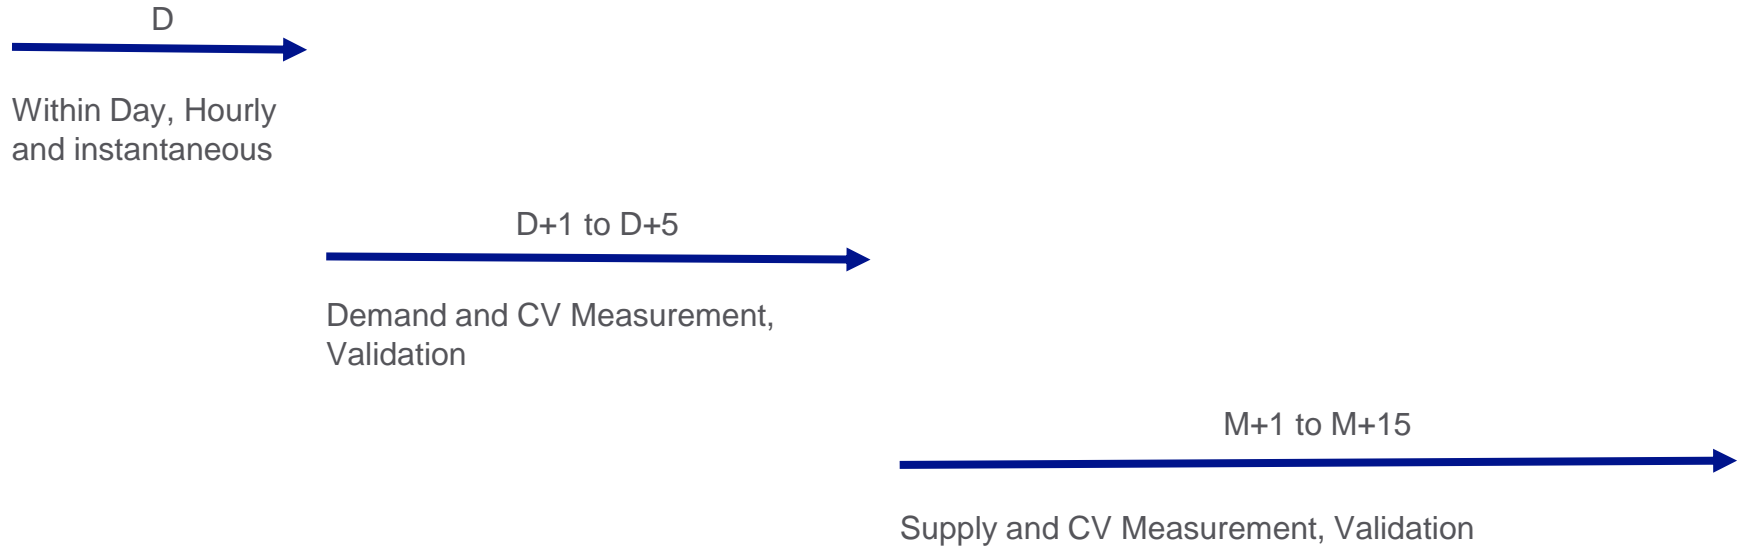 D
Within Day, Hourly
and instantaneous
D+1 to D+5
Demand and CV Measurement,
Validation
M+1 to M+15
Supply and CV Measurement, Validation